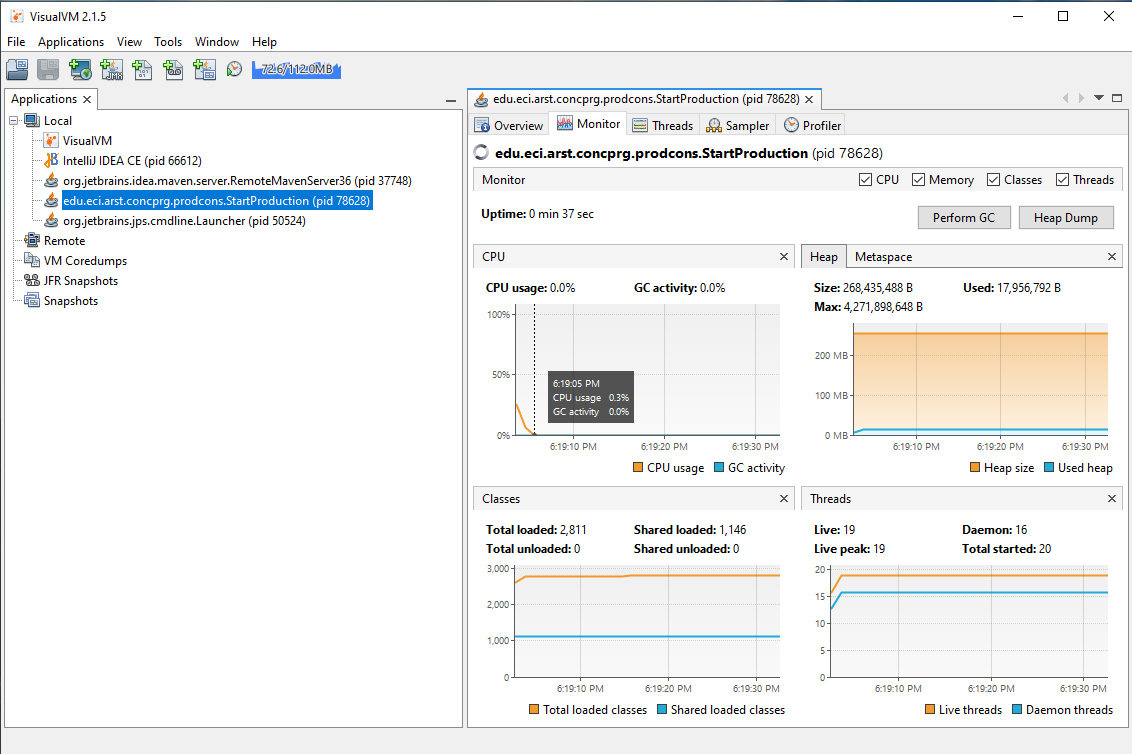 VisualVM 2.1.5
File Applications View Tools Window Help
72.6/112.0MB
Applications
Local
VisualVM
IntelliJ IDEA CE (pid 66612)
org.jetbrains.idea.maven.server.RemoteMavenServer36 (pid 37748)
edu.eci.arst.concprg.prodcons.StartProduction (pid 78628)
org.jetbrains.jps.cmdline.Launcher (pid 50524)
Remote
VM Coredumps
JFR Snapshots
Snapshots
edu.eci.arst.concprg.prodcons.StartProduction (pid 78628)
Overview Monitor Threads Sampler Profiler
edu.eci.arst.concprg.prodcons.StartProduction (pid 78628)
Monitor CPU Memory Classes Threads
Uptime: 0 min 37 sec Perform GC Heap Dump
CPU
CPU usage: 0.0% GC activity: 0.0%
100%
50%
0%
6:19:05 PM
CPU usage 0.3%
GC activity 0.0%
6:19:10 PM 6:19:20 PM 6:19:30 PM
CPU usage GC activity
Heap Metaspace
Size: 268,435,488 B Used: 17,956,792 B
Max: 4,271,898,648 B
200 MB
100 MB
0 MB
6:19:10 PM 6:19:20 PM 6:19:30 PM
Heap size Used heap
Classes
Total loaded: 2,811 Shared loaded: 1,146
Total unloaded: 0 Shared unloaded: 0
3,000
2,000
1,000
0
6:19:10 PM 6:19:20 PM 6:19:30 PM
Total loaded classes Shared loaded classes
Threads
Live: 19 Daemon: 16
Live peak: 19 Total started: 20
20
15
10
5
0
6:19:10 PM 6:19:20 PM 6:19:30 PM
Live threads Daemon threads